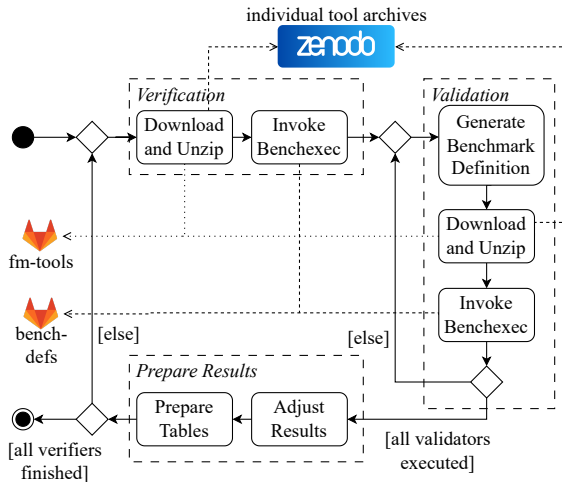 individual tool archives
zenodo
Verification
Validation
Download
and Unzip
Invoke
Benchexec
Generate
Benchmark
Definition
Download
and Unzip
fm-tools
Invoke
Benchexec
bench-
defs
[else]
[else]
Prepare Results
Prepare
Tables
Adjust
Results
[all verifiers
finished]
[all validators
executed]